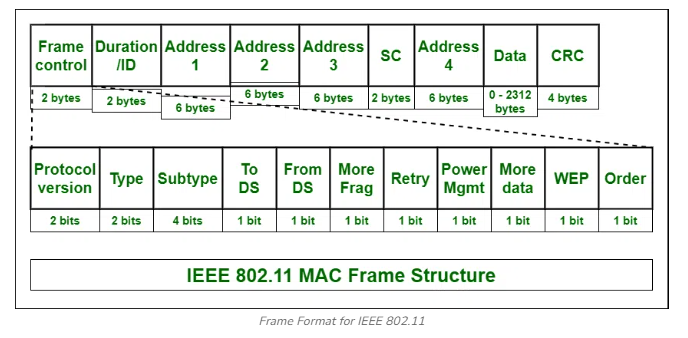 Frame control
Duration /ID
Address 1
Address 2
Address 3
SC
Address 4
Data
CRC
2 bytes
2 bytes
6 bytes
6 bytes
6 bytes
2 bytes
6 bytes
0 - 2312 bytes
4 bytes
Protocol version
Type
Subtype
To DS
From DS
More Frag
Retry
Power Mgmt
More data
WEP
Order
2 bits
2 bits
4 bits
1 bit
1 bit
1 bit
1 bit
1 bit
1 bit
1 bit
1 bit
IEEE 802.11 MAC Frame Structure
Frame Format for IEEE 802.11